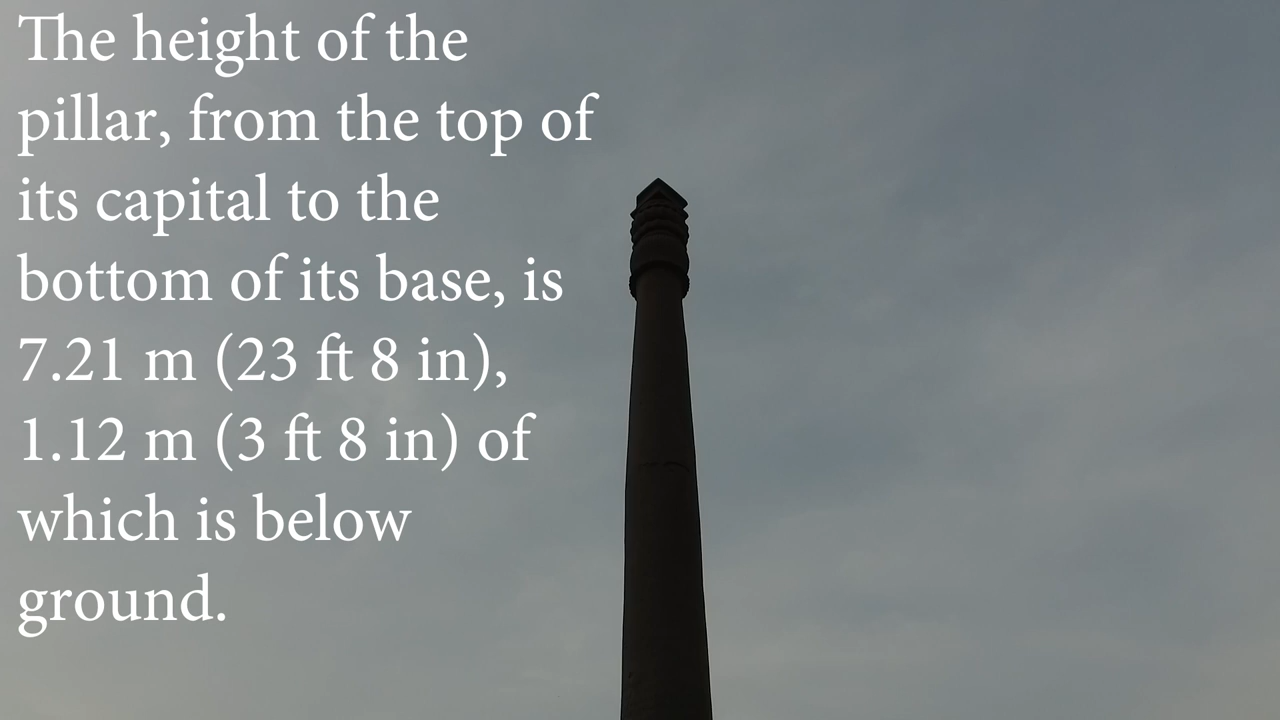 The height of the
pillar, from the top of
its capital to the
bottom of its base, is
7.21 m (23 ft 8 in),
1.12 m (3 ft 8 in) of
which is below
ground.